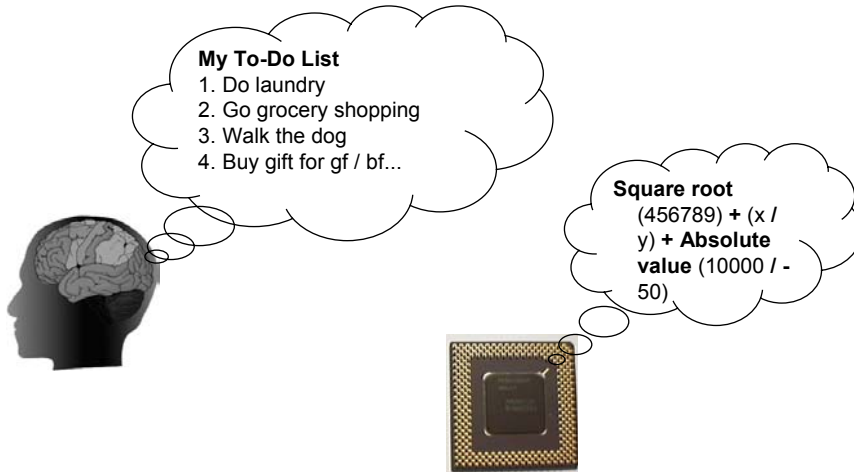 My To-Do List
1. Do laundry
2. Go grocery shopping
3. Walk the dog
4. Buy gift for gf / bf...
Square root
(456789) + (x /
y) + Absolute
value (10000 / -
50)